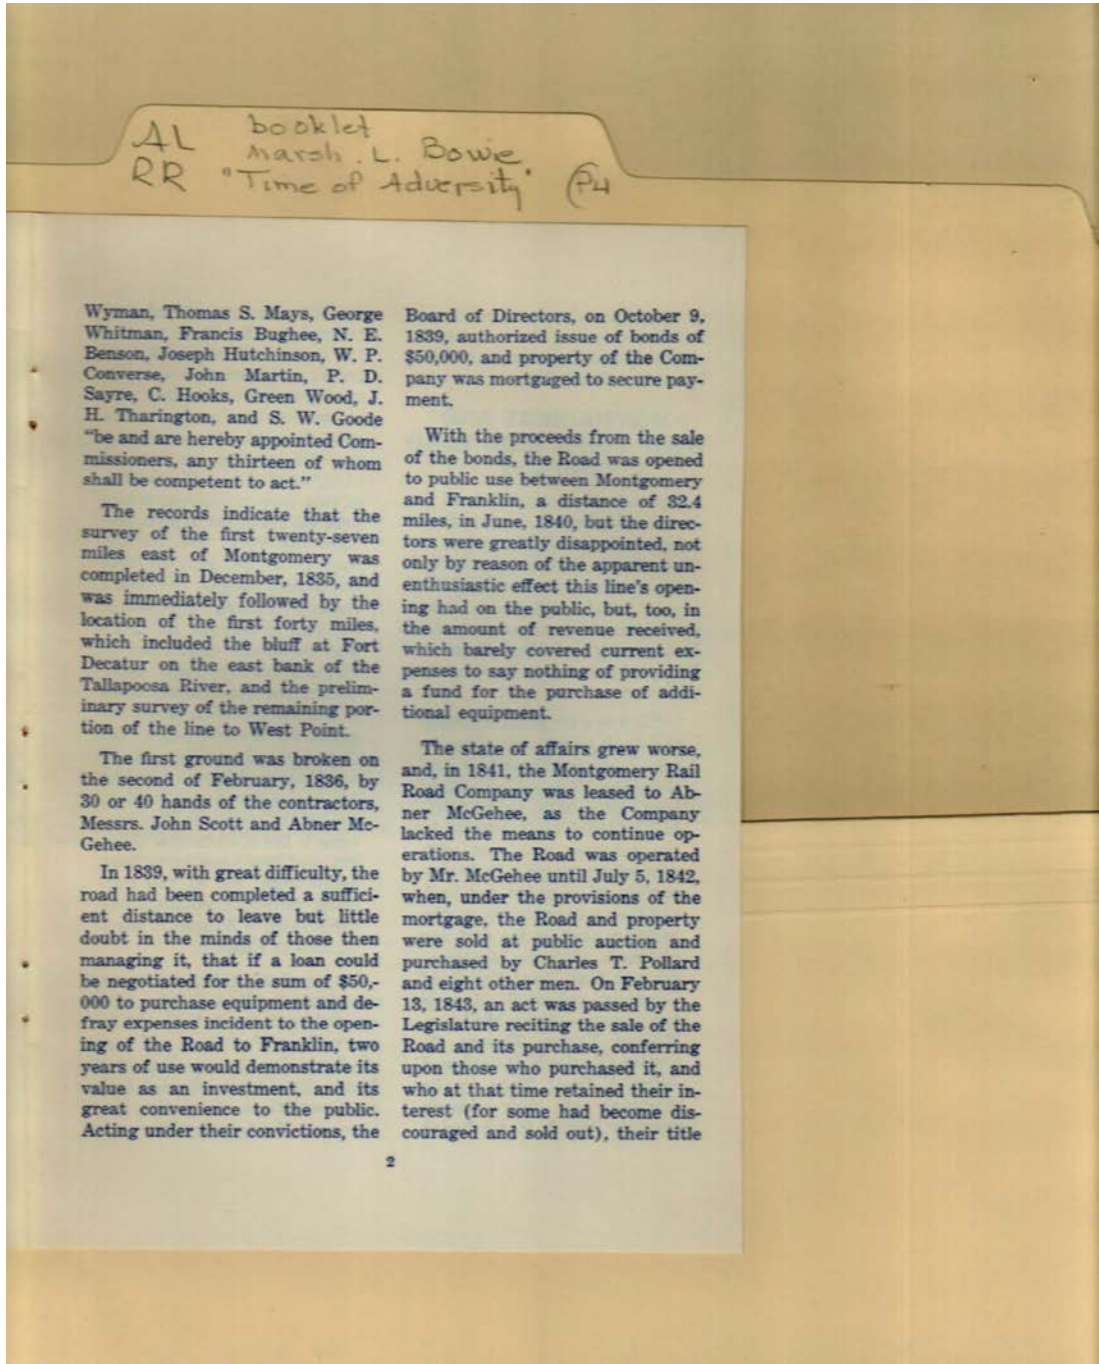 AL booklet
Marsh. L. Bowie
RR "Time of Adversity" (P4
Wyman, Thomas S. Mays, George
Whitman, Francis Bughee, N. E.
Benson, Joseph Hutchinson, W. P.
Converse, John Martin, P. D.
Sayre, C. Hooks, Green Wood, J.
H. Tharington, and S. W. Goode
"be and are hereby appointed Com-
missioners, any thirteen of whom
shall be competent to act."
The records indicate that the
survey of the first twenty-seven
miles east of Montgomery was
completed in December, 1835, and
was immediately followed by the
location of the first forty miles,
which included the bluff at Fort
Decatur on the east bank of the
Tallapoosa River, and the prelim-
inary survey of the remaining por-
tion of the line to West Point.
The first ground was broken on
the second of February, 1836, by
30 or 40 hands of the contractors,
Messrs. John Scott and Abner Mc-
Gehee.
In 1839, with great difficulty, the
road had been completed a suffici-
ent distance to leave but little
doubt in the minds of those then
managing it, that if a loan could
be negotiated for the sum of $50,-
000 to purchase equipment and de-
fray expenses incident to the open-
ing of the Road to Franklin, two
years of use would demonstrate its
value as an investment, and its
great convenience to the public.
Acting under their convictions, the
Board of Directors, on October 9,
1839, authorized issue of bonds of
$50,000, and property of the Com-
pany was mortgaged to secure pay-
ment.
With the proceeds from the sale
of the bonds, the Road was opened
to public use between Montgomery
and Franklin, a distance of 32.4
miles, in June, 1840, but the direc-
tors were greatly disappointed, not
only by reason of the apparent un-
enthusiastic effect this line's open-
ing had on the public, but, too, in
the amount of revenue received,
which barely covered current ex-
penses to say nothing of providing
a fund for the purchase of addi-
tional equipment.
The state of affairs grew worse,
and, in 1841, the Montgomery Rail
Road Company was leased to Ab-
ner McGehee, as the Company
lacked the means to continue op-
erations. The Road was operated
by Mr. McGehee until July 5, 1842,
when, under the provisions of the
mortgage, the Road and property
were sold at public auction and
purchased by Charles T. Pollard
and eight other men. On February
13, 1843, an act was passed by the
Legislature reciting the sale of the
Road and its purchase, conferring
upon those who purchased it, and
who at that time retained their in-
terest (for some had become dis-
couraged and sold out), their title
2